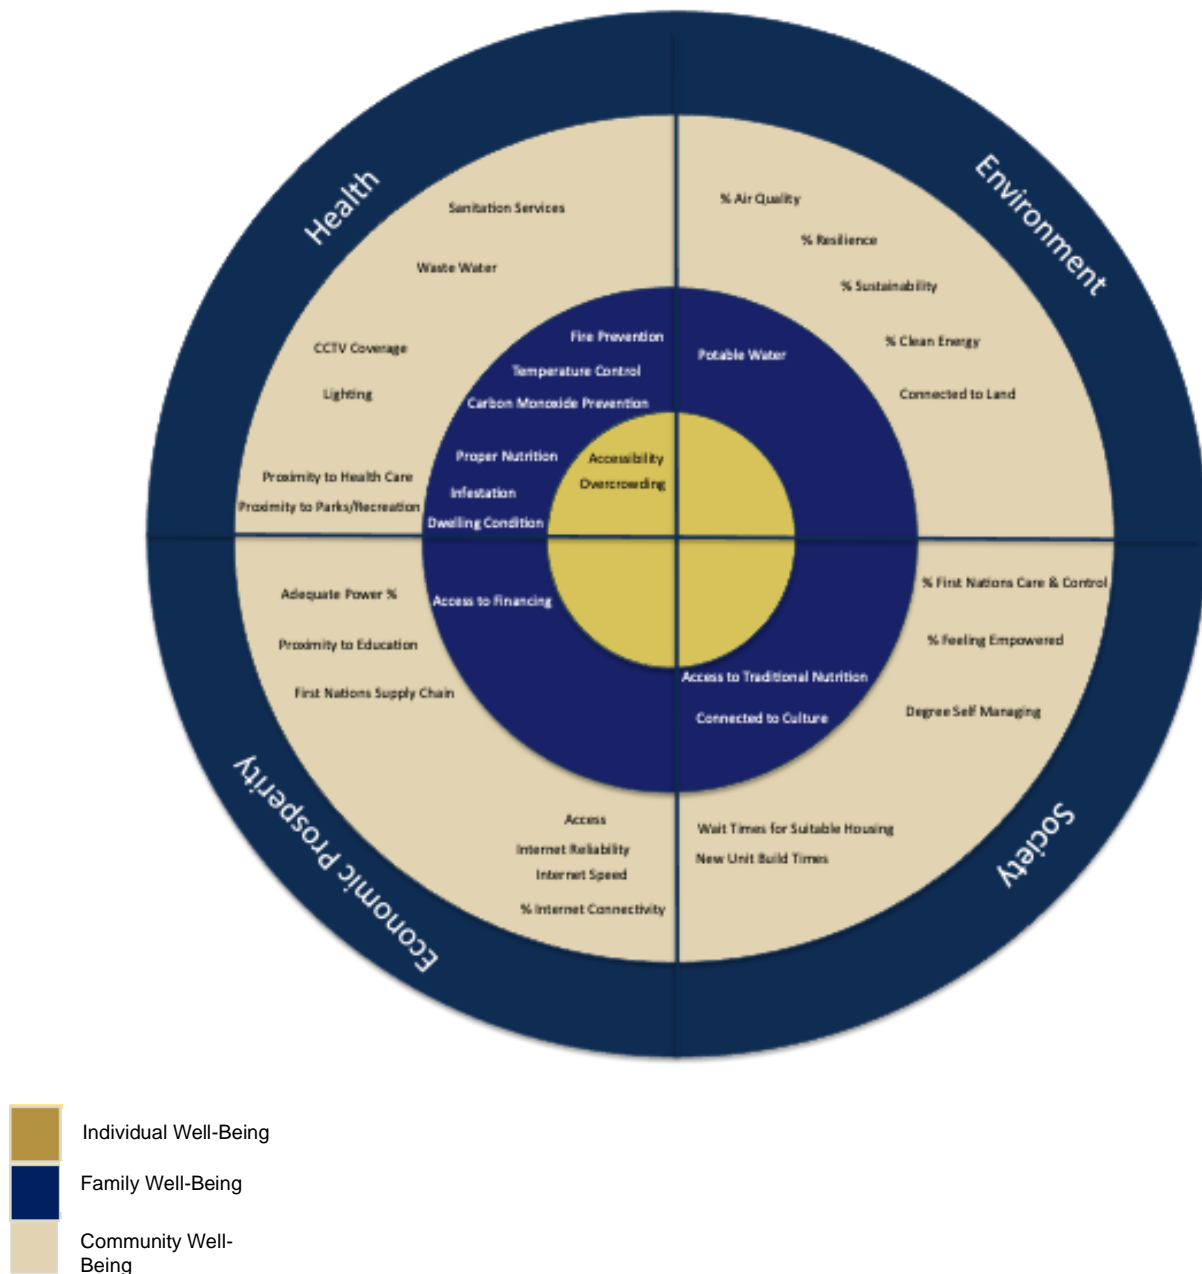 Health
Environment
Sanitation Services
Waste Water
CCTV Coverage
Lighting
Proximity to Health Care
Proximity to Parks/Recreation
% Air Quality
% Resilience
% Sustainability
% Clean Energy
Connected to Land
Fire Prevention
Temperature Control
Carbon Monoxide Prevention
Proper Nutrition
Infestation
Dwelling Condition
Potable Water
Accessibility
Overcrowding
Adequate Power %
Proximity to Education
First Nations Supply Chain
Access to Financing
Access
Internet Reliability
Internet Speed
% Internet Connectivity
Access to Traditional Nutrition
Connected to Culture
% First Nations Care & Control
% Feeling Empowered
Degree Self Managing
Wait Times for Suitable Housing
New Unit Build Times
Economic Prosperity
Society
Individual Well-Being
Family Well-Being
Community Well-
Being